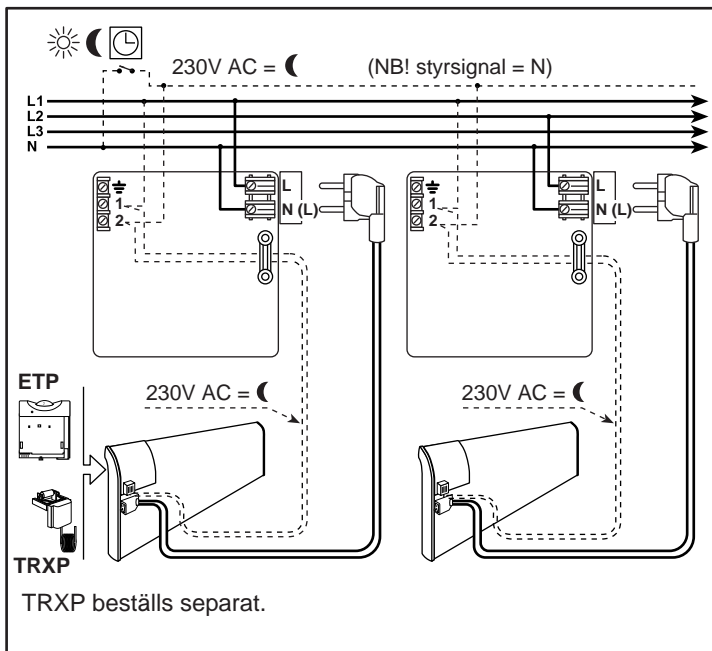 230V AC = (NB! styrsignal = N)
L1
L2
L3
N
L
1
N (L)
2
L
1
N (L)
2
ETP
230V AC =
230V AC =
TRXP
TRXP beställs separat.